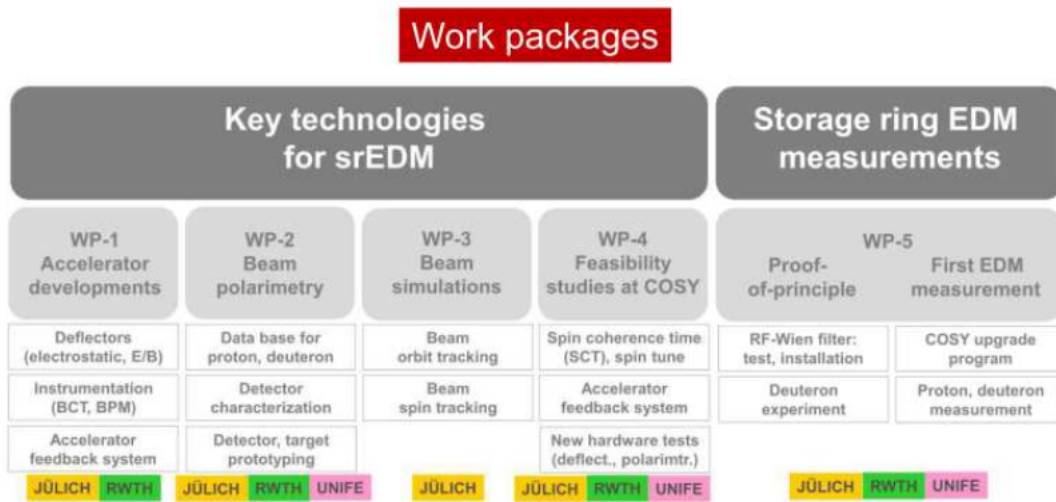 Work packages
Key technologies
for srEDM
Storage ring EDM
measurements
WP-1
Accelerator
developments
WP-2
Beam
polarimetry
WP-3
Beam
simulations
WP-4
Feasibility
studies at COSY
WP-5
Proof-
of-principle
First EDM
measurement
Deflectors
(electrostatic, E/B)
Data base for
proton, deuteron
Beam
orbit tracking
Spin coherence time
(SCT), spin tune
RF-Wien filter:
test, installation
COSY upgrade
program
Instrumentation
(BCT, BPM)
Detector
characterization
Beam
spin tracking
Accelerator
feedback system
Deuteron
experiment
Proton, deuteron
measurement
Accelerator
feedback system
Detector, target
prototyping
New hardware tests
(deflect., polarimtr.)
JÜLICH RWTH
JÜLICH RWTH UNIFE
JÜLICH
JÜLICH RWTH UNIFE
JÜLICH RWTH UNIFE